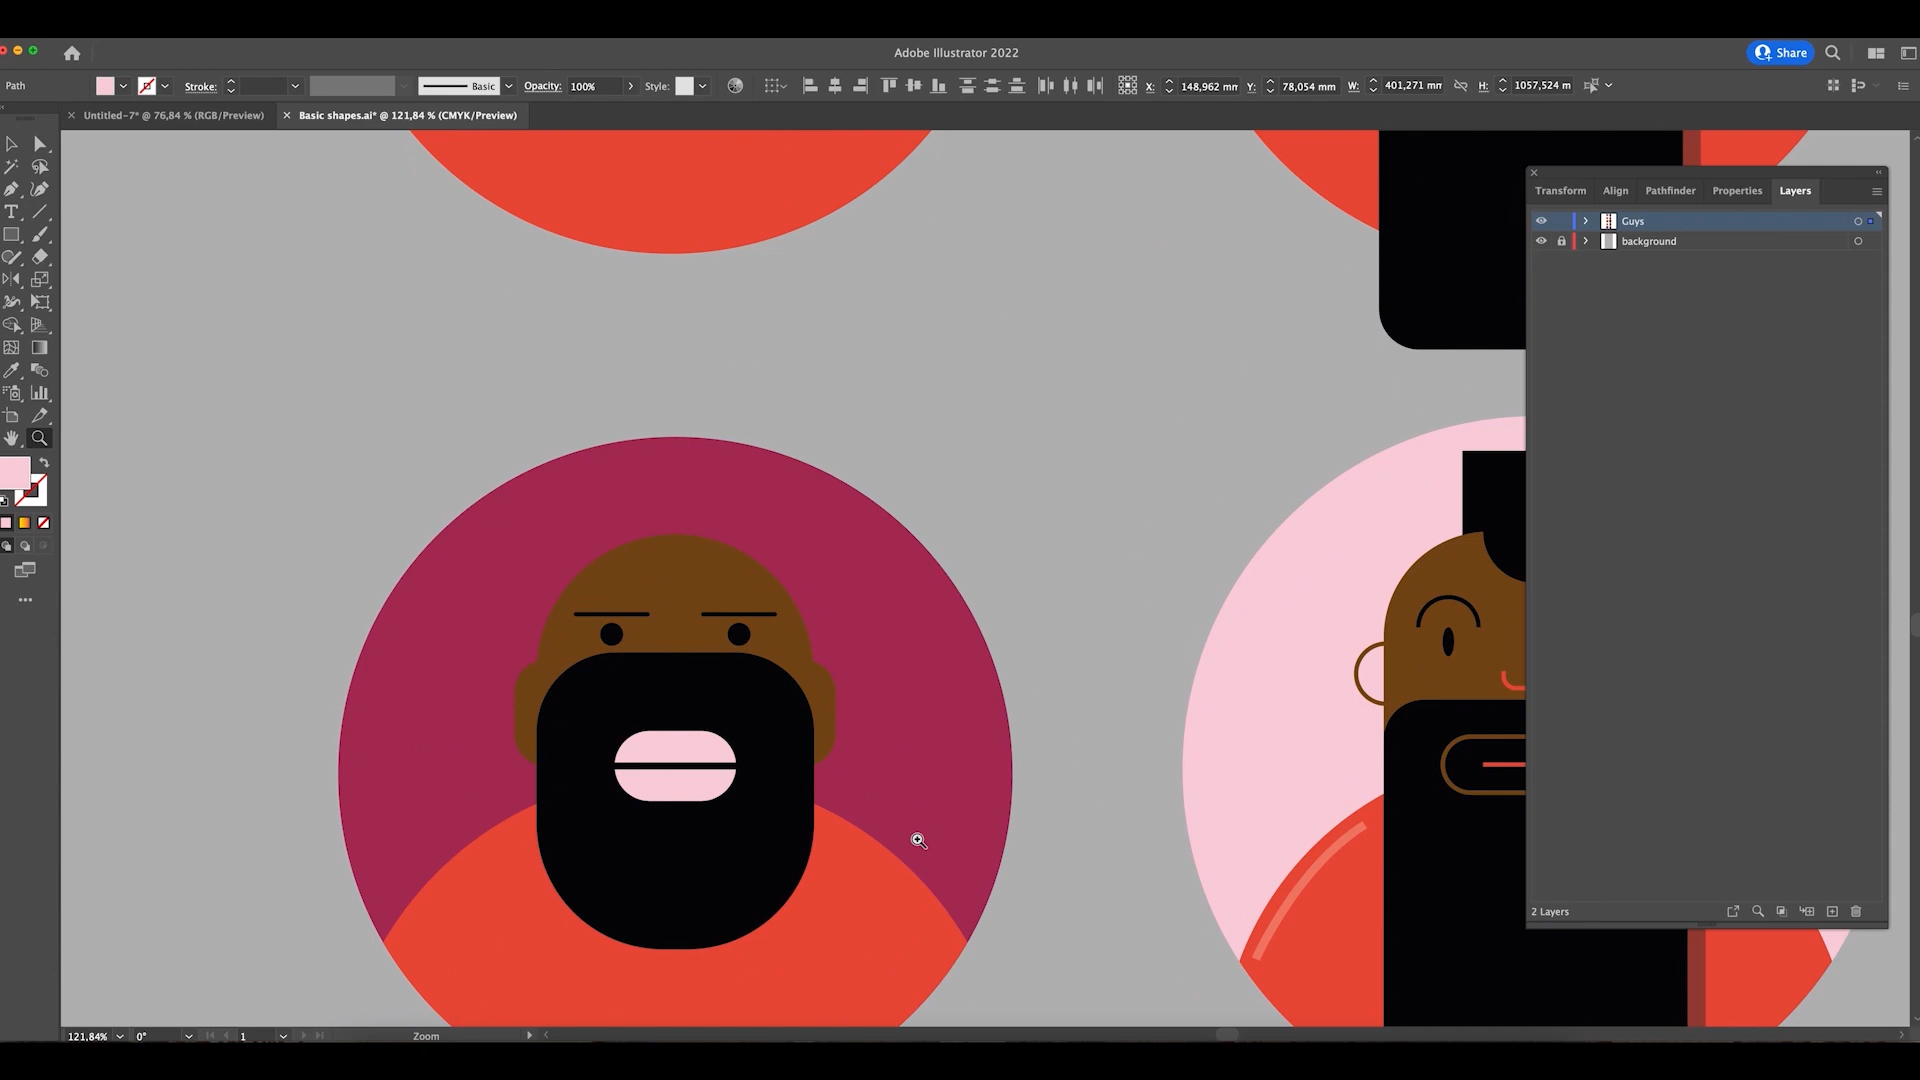 Adobe Illustrator 2022
Share
Path
Stroke:
Basic
Opacity:
100%
Style:
X:
148,962 mm
Y:
78,054 mm
W:
401,271 mm
H:
1057,524 m
Untitled-7* @ 76,84 % (RGB/Preview)
Basic shapes.ai* @ 121,84 % (CMYK/Preview)
Transform
Align
Pathfinder
Properties
Layers
Guys
background
2 Layers
121,84%
0°
1
Zoom